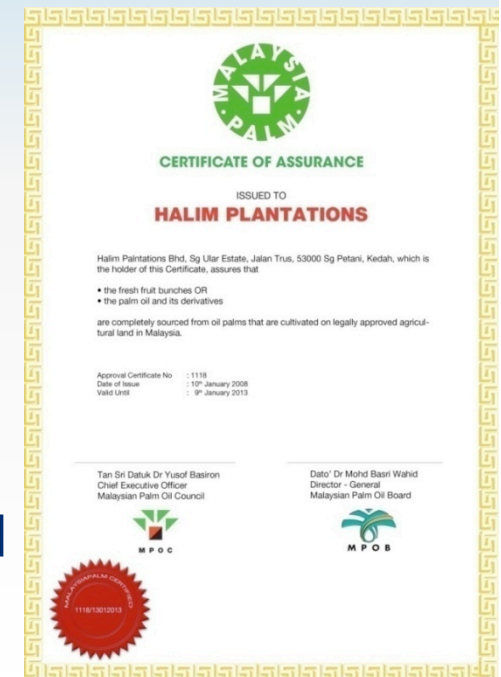 MALAYSIA
PALM
CERTIFICATE OF ASSURANCE
ISSUED TO
HALIM PLANTATIONS
Halim Palntations Bhd, Sg Ular Estate, Jalan Trus, 53000 Sg Petani, Kedah, which is
the holder of this Certificate, assures that
• the fresh fruit bunches OR
• the palm oil and its derivatives
are completely sourced from oil palms that are cultivated on legally approved agricul-
tural land in Malaysia.
Approval Certificate No : 1118
Date of Issue : 10th January 2008
Valid Until : 9th January 2013
Tan Sri Datuk Dr Yusof Basiron
Chief Executive Officer
Malaysian Palm Oil Council
Dato' Dr Mohd Basri Wahid
Director - General
Malaysian Palm Oil Board
MPOC
MPOB
MALAYSIAPALM CERTIFIED
1118/13012013